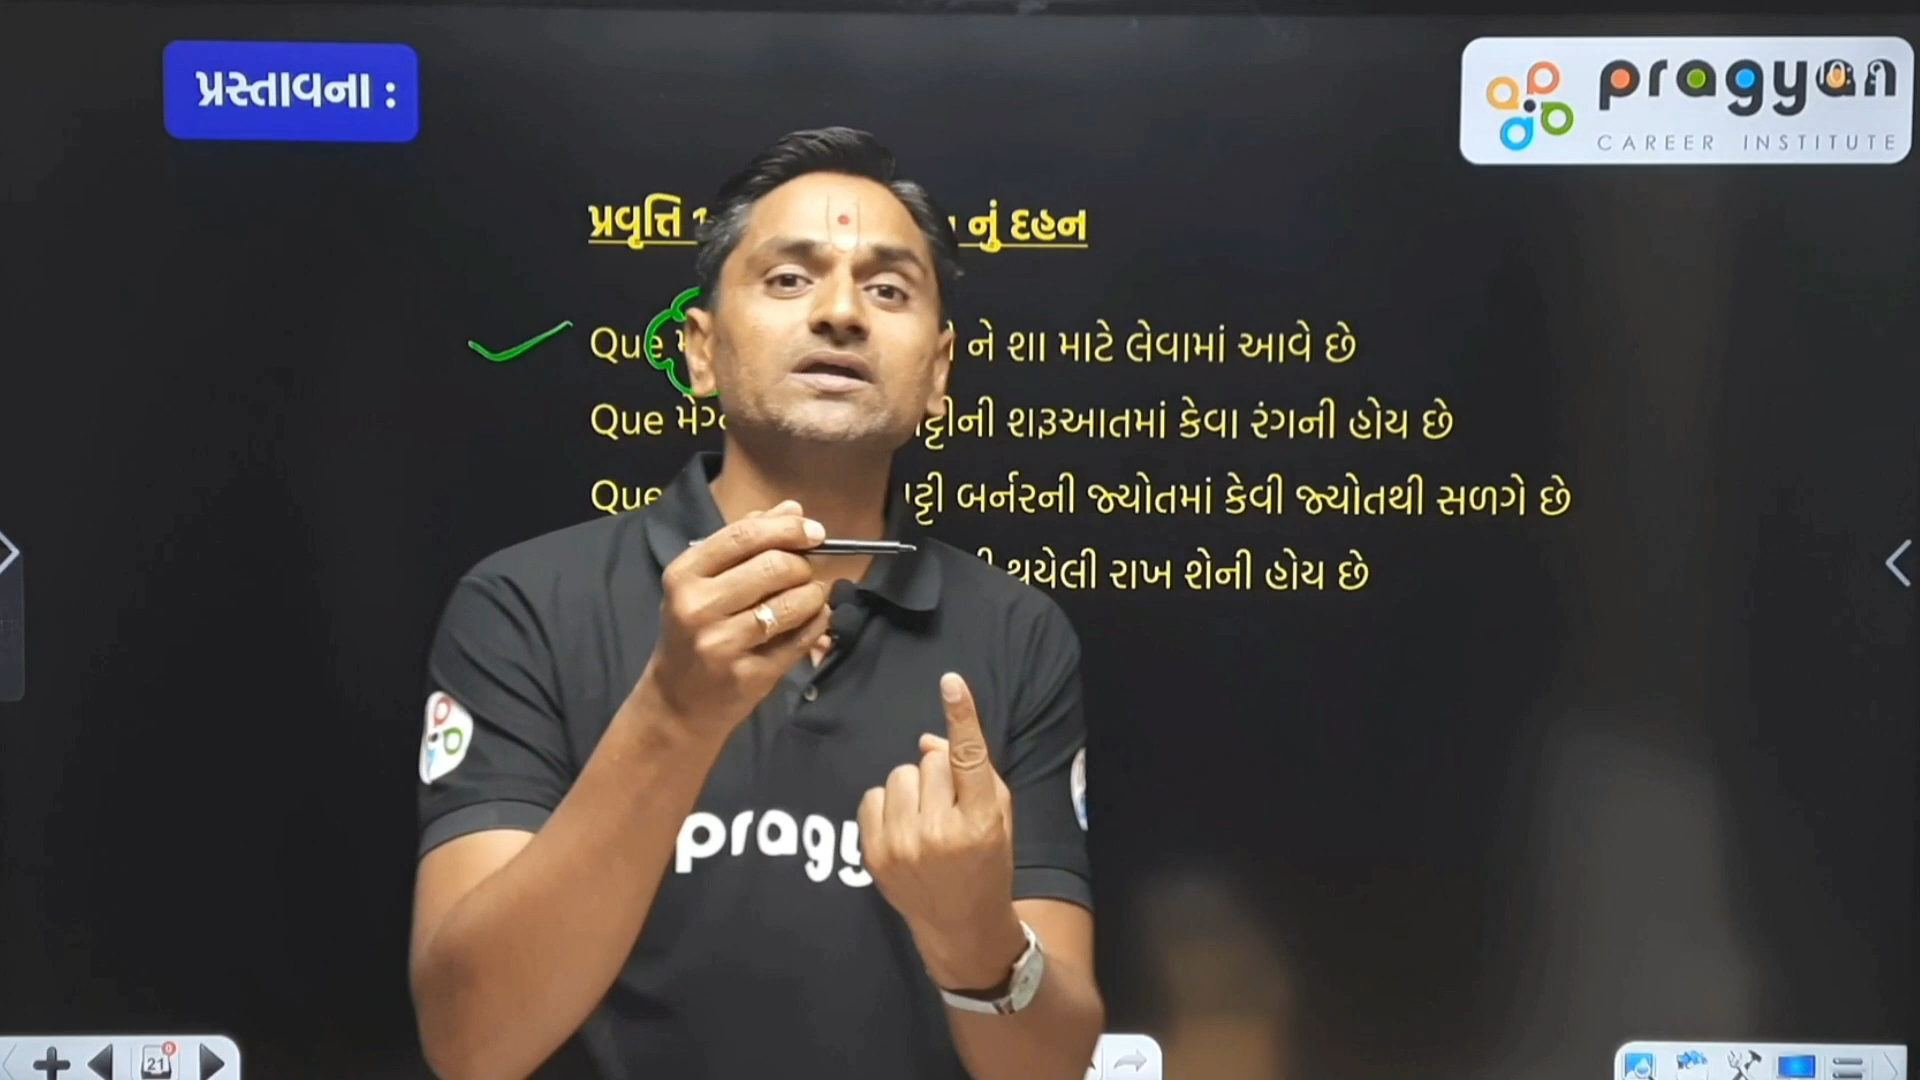 પ્રસ્તાવના :
pragyan
CAREER INSTITUTE
પ્રવૃત્તિ નું દહન
Que ને શા માટે લેવામાં આવે છે
Que શરૂઆતમાં કેવા રંગની હોય છે
Que બર્નરની જ્યોતમાં કેવી જ્યોતથી સળગે છે
થયેલી રાખ શેની હોય છે
21